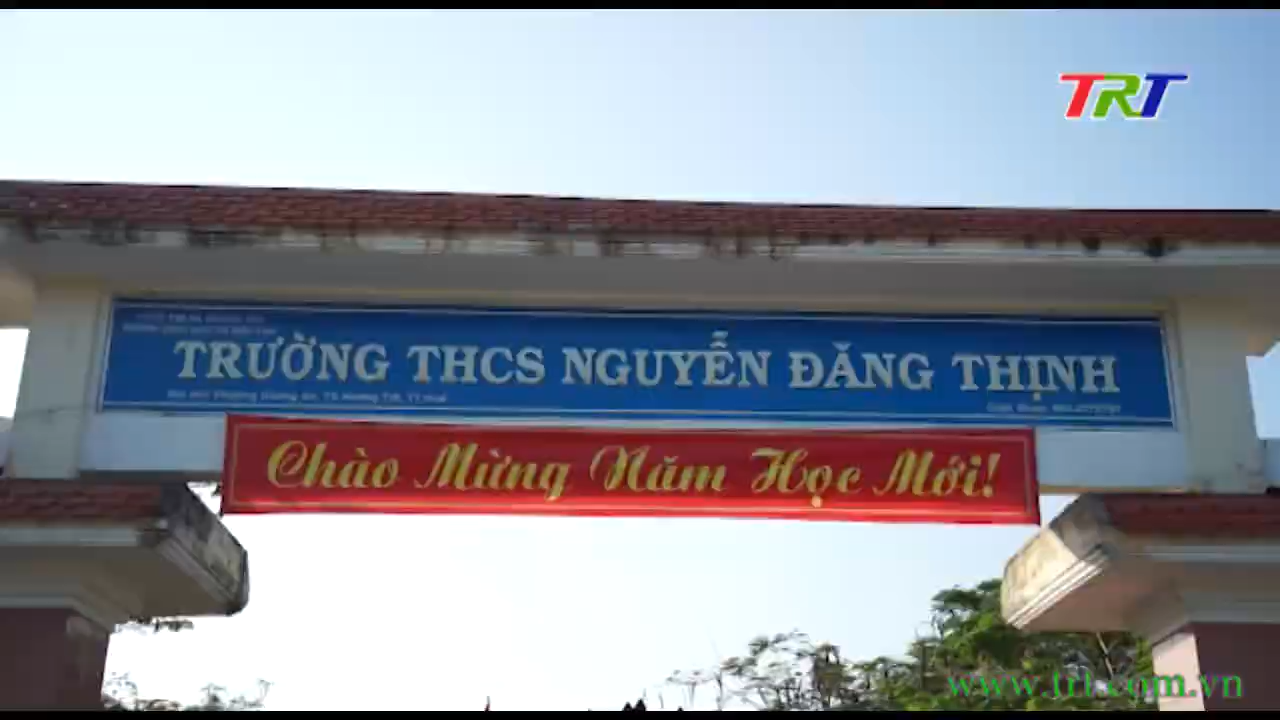 TRT
TRƯỜNG THCS NGUYỄN ĐĂNG THỊNH
Chào Mừng Năm Học Mới!
www.trt.com.vn